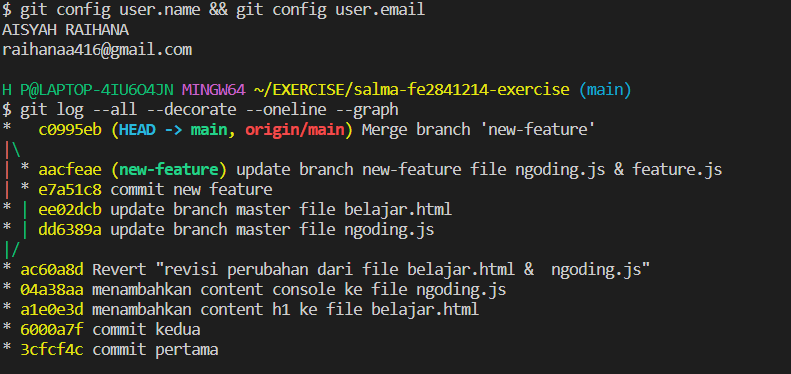 $ git config user.name && git config user.email
AISYAH RAIHANA
raihanaa416@gmail.com
H P@LAPTOP-4IU6O4JN MINGW64 ~/EXERCISE/salma-fe2841214-exercise (main)
$ git log --all --decorate --oneline --graph
*   c0995eb (HEAD -> main, origin/main) Merge branch 'new-feature'
|\
| * aacfeae (new-feature) update branch new-feature file ngoding.js & feature.js
| * e7a51c8 commit new feature
* | ee02dcb update branch master file belajar.html
* | dd6389a update branch master file ngoding.js
|/
* ac60a8d Revert "revisi perubahan dari file belajar.html &  ngoding.js"
* 04a38aa menambahkan content console ke file ngoding.js
* a1e0e3d menambahkan content h1 ke file belajar.html
* 6000a7f commit kedua
* 3cfcf4c commit pertama